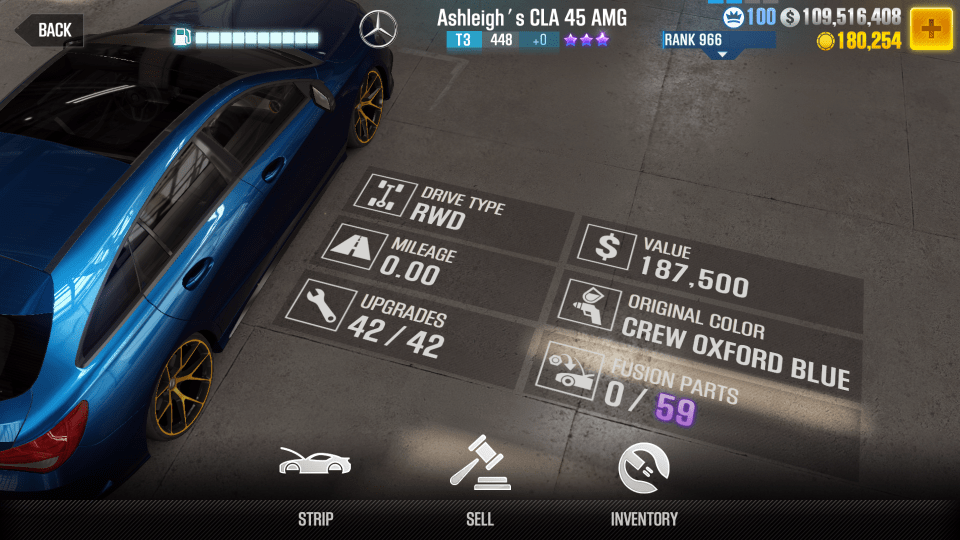 BACK
Ashleigh´s CLA 45 AMG
T3 448 +0
100 $ 109,516,408
RANK 966
180,254
+
DRIVE TYPE
RWD
MILEAGE
0.00
UPGRADES
42 / 42
$
VALUE
187,500
ORIGINAL COLOR
CREW OXFORD BLUE
FUSION PARTS
0 / 59
STRIP
SELL
INVENTORY